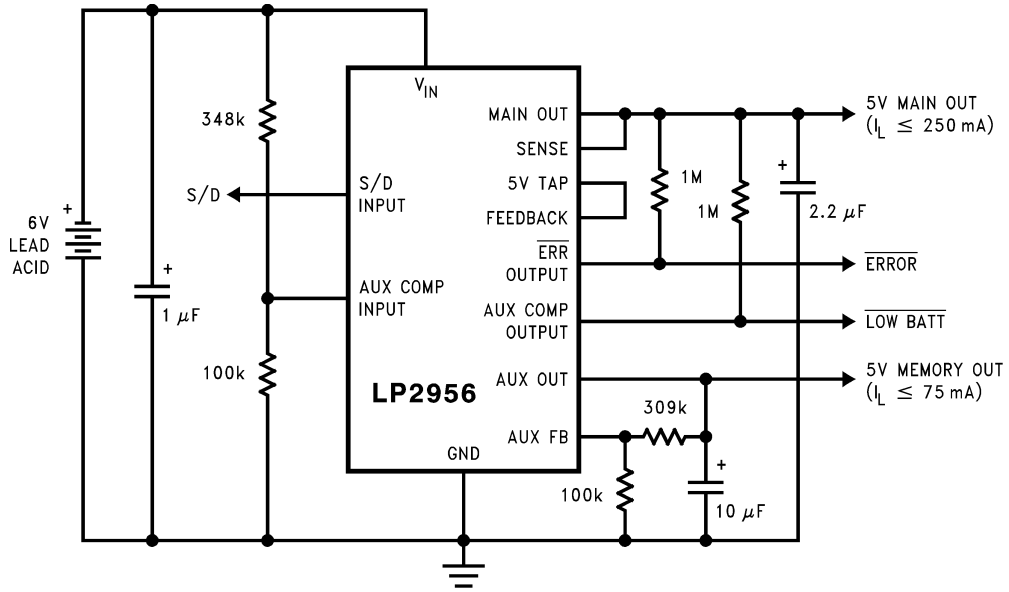 V_IN
348k
S/D
S/D
INPUT
6V
LEAD
ACID
+
+
1 μF
AUX COMP
INPUT
100k
LP2956
GND
MAIN OUT
SENSE
5V TAP
FEEDBACK
ERR
OUTPUT
AUX COMP
OUTPUT
AUX OUT
AUX FB
1M
1M
+
2.2 μF
309k
100k
+
10 μF
5V MAIN OUT
(I_L ≤ 250 mA)
ERROR
LOW BATT
5V MEMORY OUT
(I_L ≤ 75 mA)